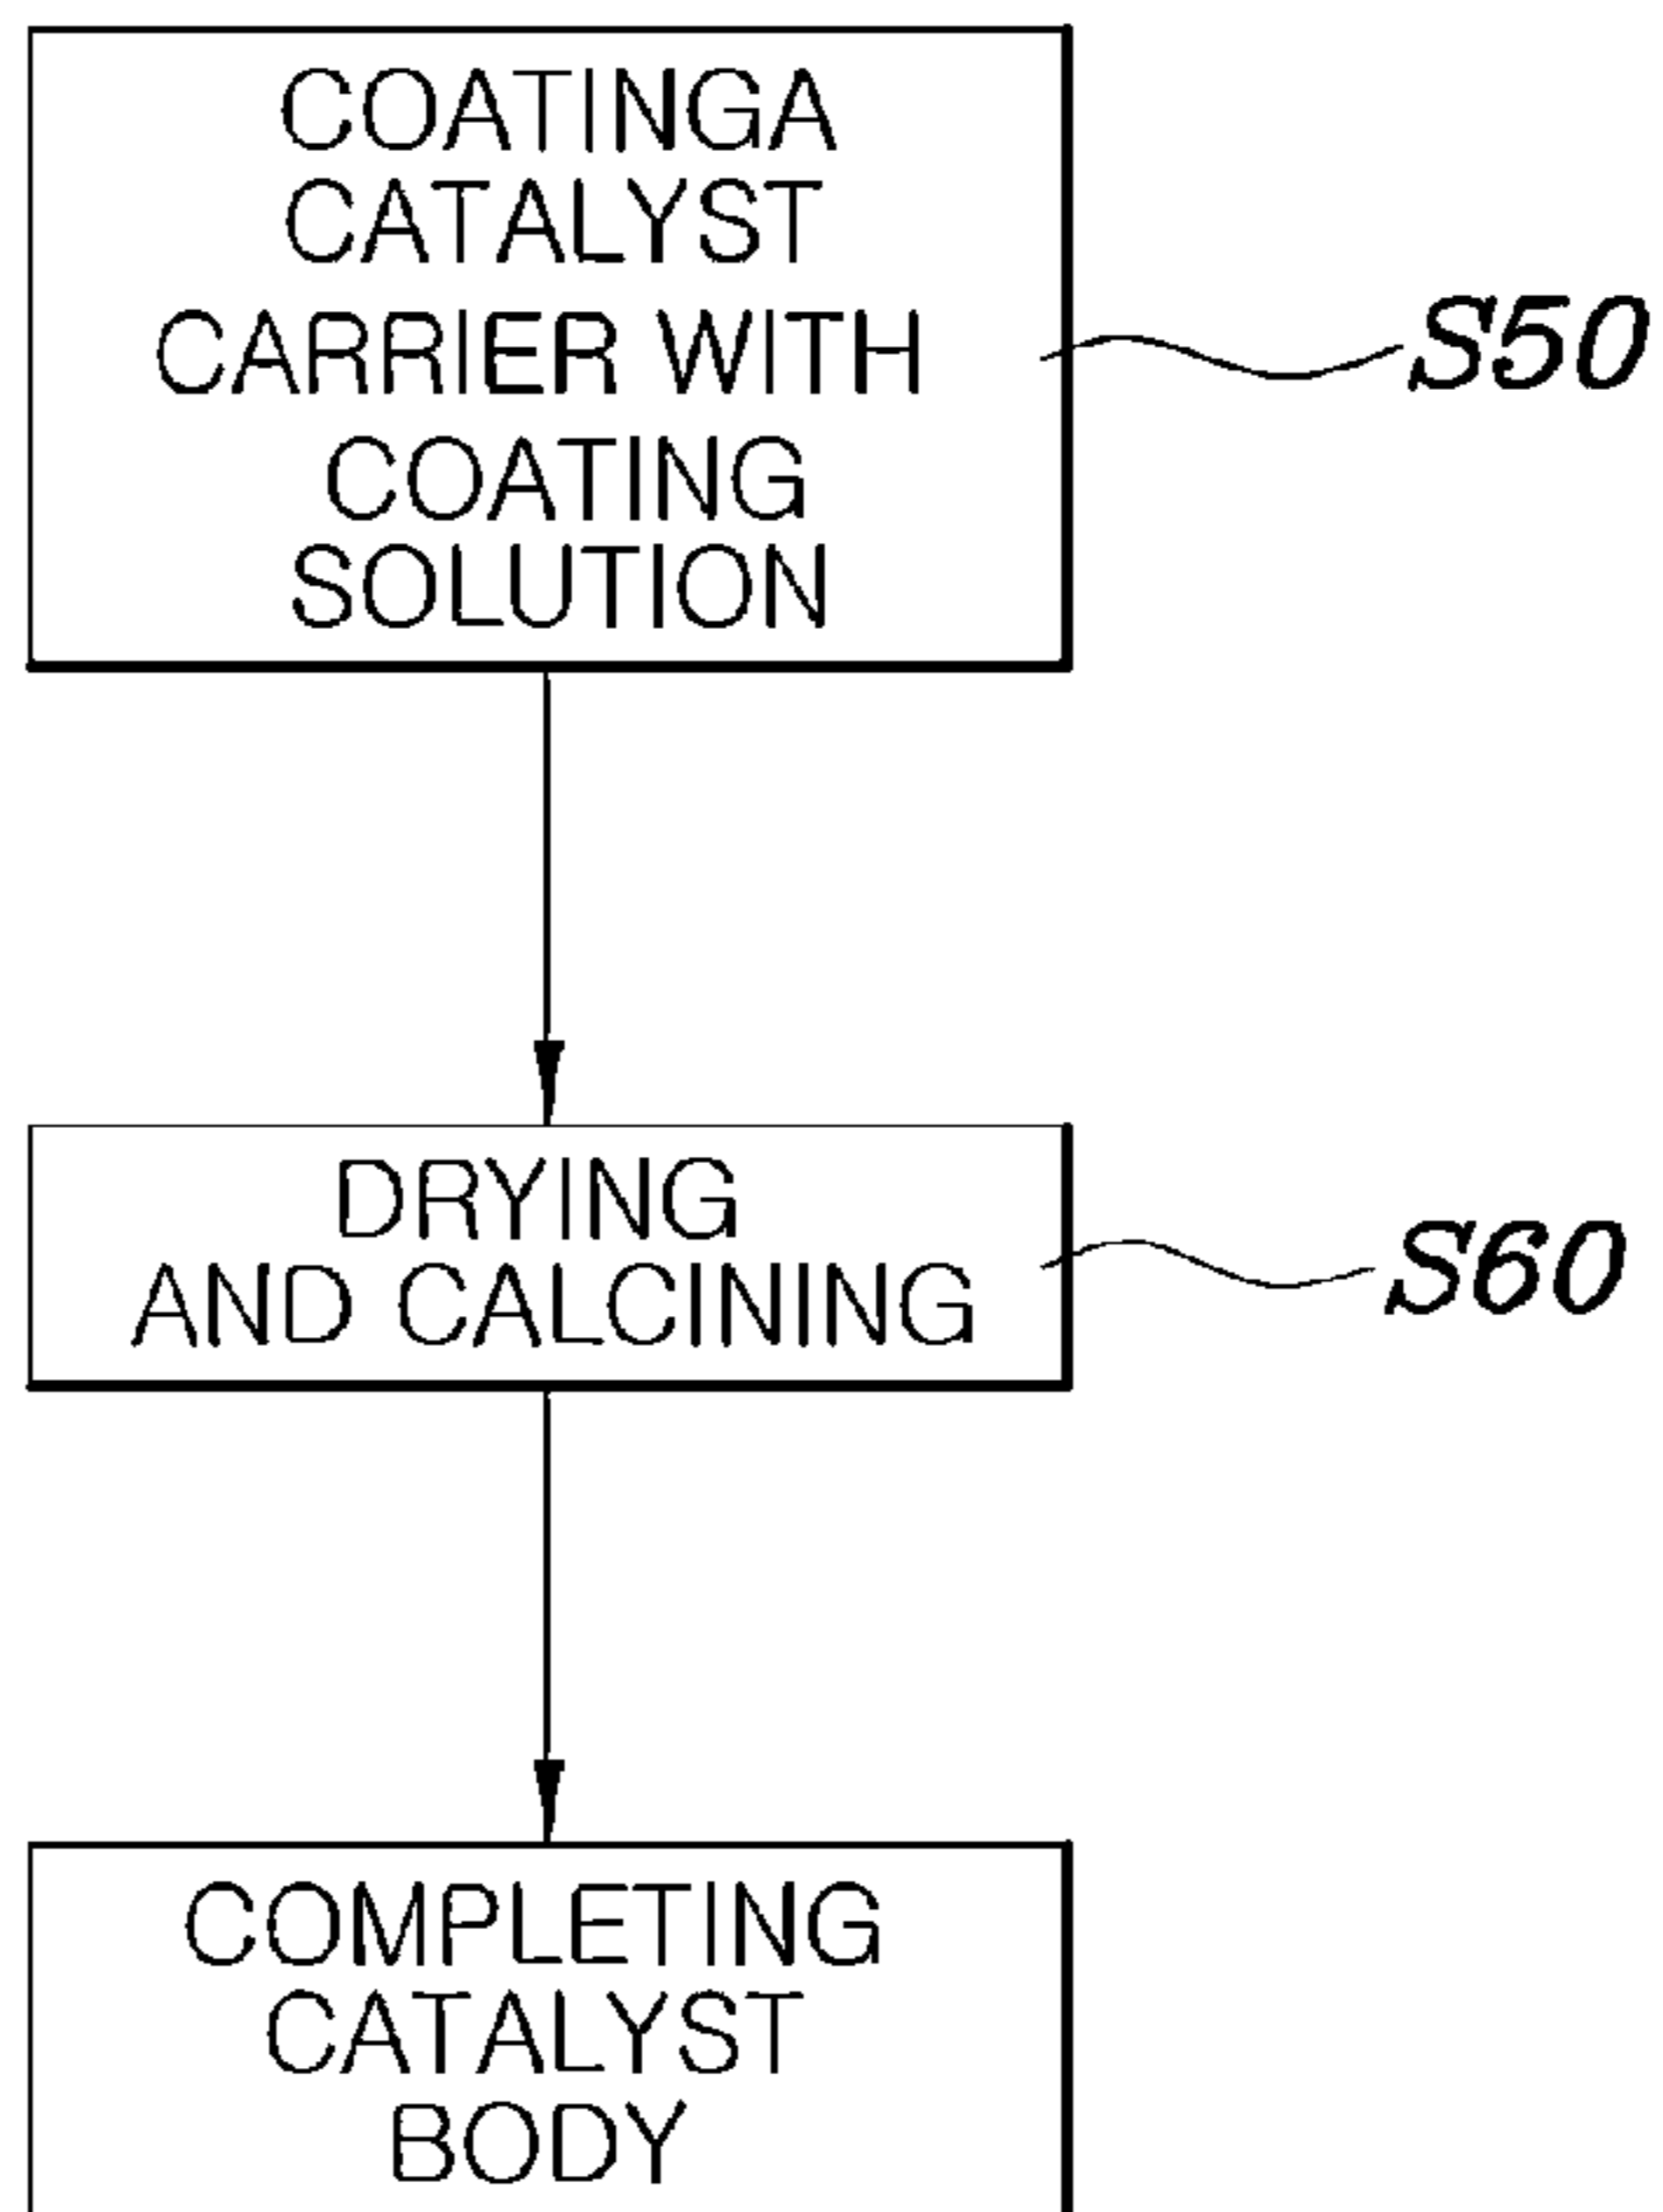 COATINGA
CATALYST
CARRIER WITH
COATING
SOLUTION
S50
DRYING
AND CALCINING
S60
COMPLETING
CATALYST
BODY